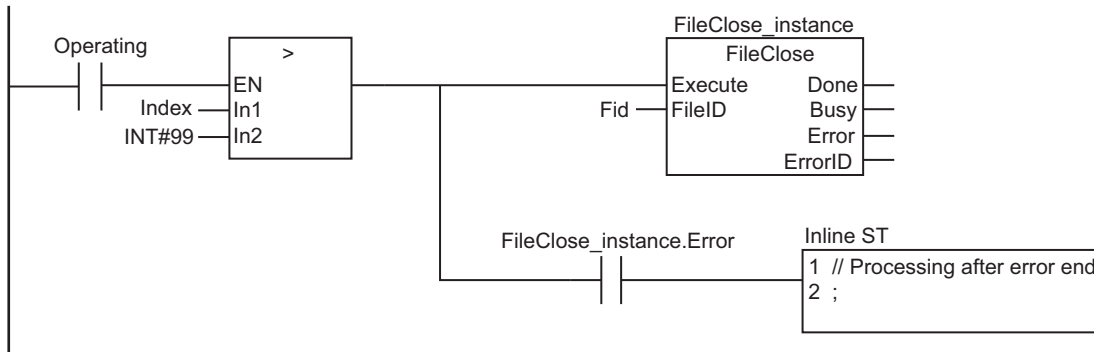 FileClose_instance
Operating
>
FileClose
EN
Execute
Done
Index
In1
Fid
FileID
Busy
INT#99
In2
Error
ErrorID
FileClose_instance.Error
Inline ST
1 // Processing after error end
2 ;